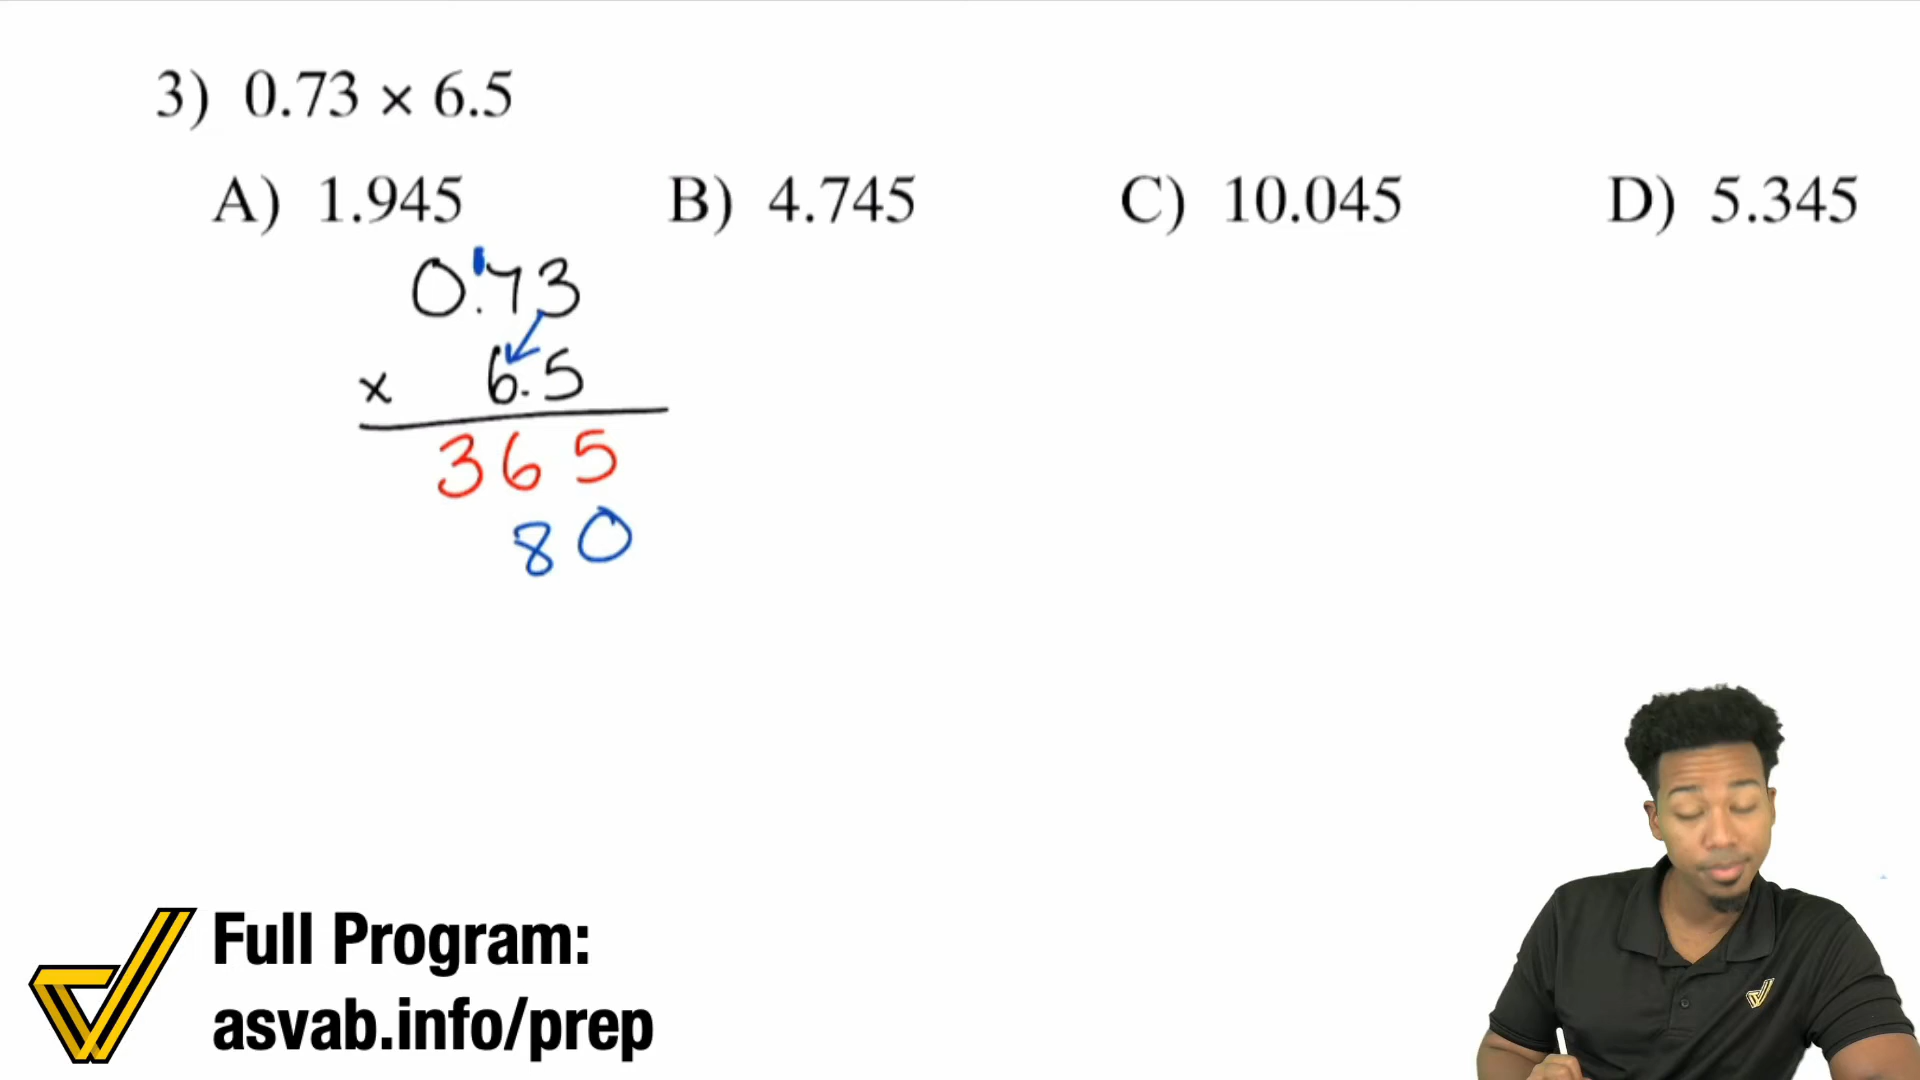 3) 0.73 × 6.5
A) 1.945 B) 4.745 C) 10.045 D) 5.345
0.73
× 6.5
365
80
Full Program:
asvab.info/prep